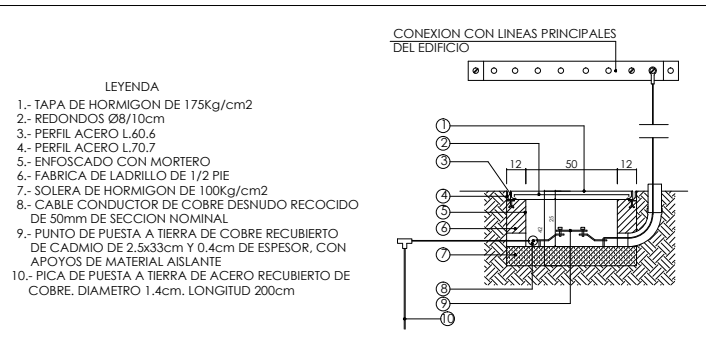 CONEXION CON LINEAS PRINCIPALES
DEL EDIFICIO
LEYENDA
1.- TAPA DE HORMIGON DE 175Kg/cm2
2.- REDONDOS Ø8/10cm
3.- PERFIL ACERO L.60.6
4.- PERFIL ACERO L.70.7
5.- ENFOSCADO CON MORTERO
6.- FABRICA DE LADRILLO DE 1/2 PIE
7.- SOLERA DE HORMIGON DE 100Kg/cm2
8.- CABLE CONDUCTOR DE COBRE DESNUDO RECOCIDO
DE 50mm DE SECCION NOMINAL
9.- PUNTO DE PUESTA A TIERRA DE COBRE RECUBIERTO
DE CADMIO DE 2.5x33cm Y 0.4cm DE ESPESOR, CON
APOYOS DE MATERIAL AISLANTE
10.- PICA DE PUESTA A TIERRA DE ACERO RECUBIERTO DE
COBRE. DIAMETRO 1.4cm. LONGITUD 200cm
1
2
3
4
5
6
7
8
9
10
12 50 12
42
25